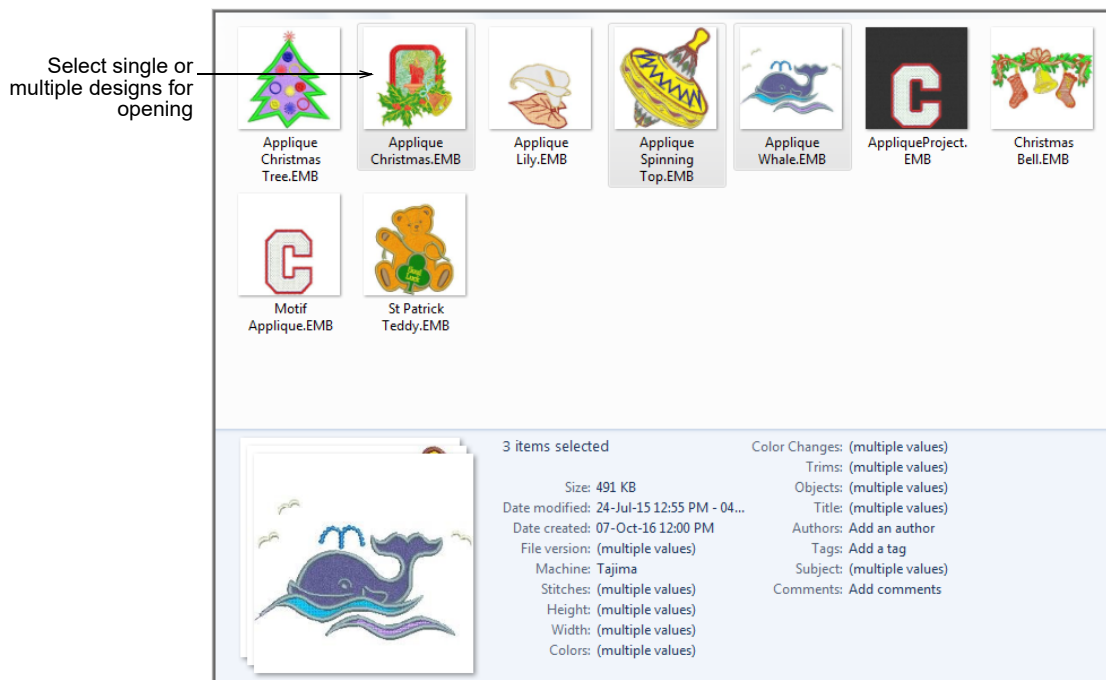 Select single or
multiple designs for
opening
Applique
Christmas
Tree.EMB
Applique
Christmas.EMB
Applique
Lily.EMB
Applique
Spinning
Top.EMB
Applique
Whale.EMB
AppliqueProject.
EMB
Christmas
Bell.EMB
C
C
Good
Luck
Motif
Applique.EMB
St Patrick
Teddy.EMB
3 items selected
Size: 491 KB
Date modified: 24-Jul-15 12:55 PM - 04...
Date created: 07-Oct-16 12:00 PM
File version: (multiple values)
Machine: Tajima
Stitches: (multiple values)
Height: (multiple values)
Width: (multiple values)
Colors: (multiple values)
Color Changes: (multiple values)
Trims: (multiple values)
Objects: (multiple values)
Title: (multiple values)
Authors: Add an author
Tags: Add a tag
Subject: (multiple values)
Comments: Add comments